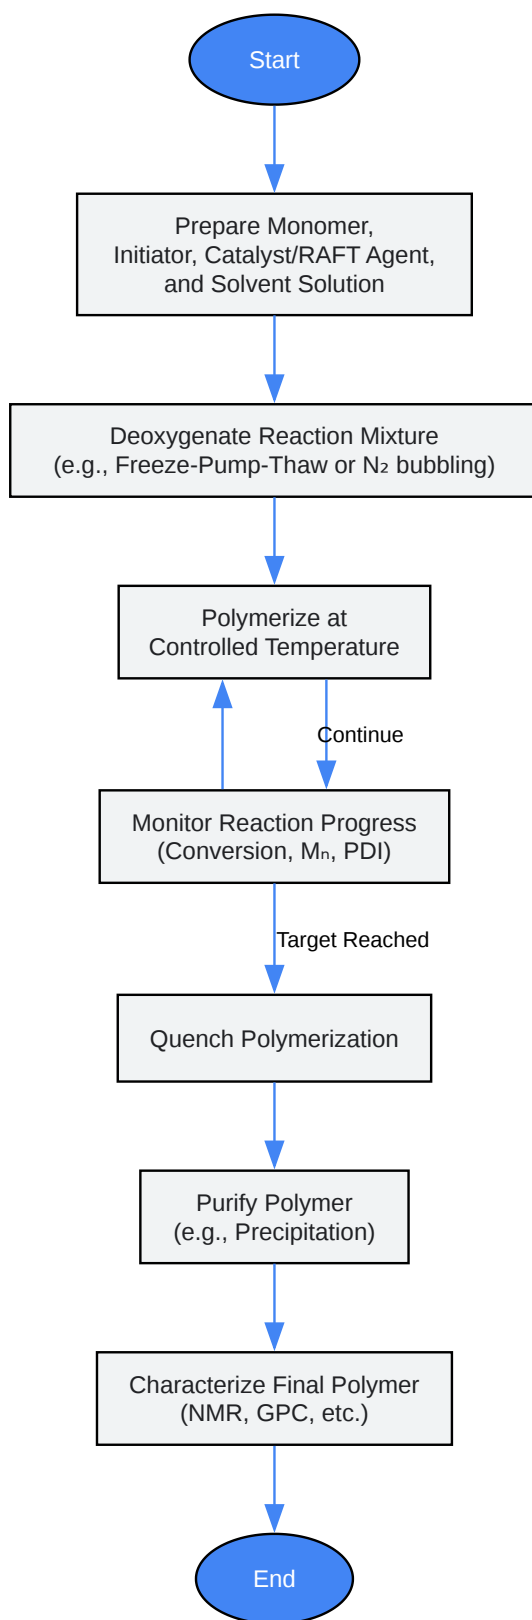 Start
Prepare Monomer,
Initiator, Catalyst/RAFT Agent,
and Solvent Solution
Deoxygenate Reaction Mixture
(e.g., Freeze-Pump-Thaw or N₂ bubbling)
Polymerize at
Controlled Temperature
Continue
Monitor Reaction Progress
(Conversion, Mₙ, PDI)
Target Reached
Quench Polymerization
Purify Polymer
(e.g., Precipitation)
Characterize Final Polymer
(NMR, GPC, etc.)
End